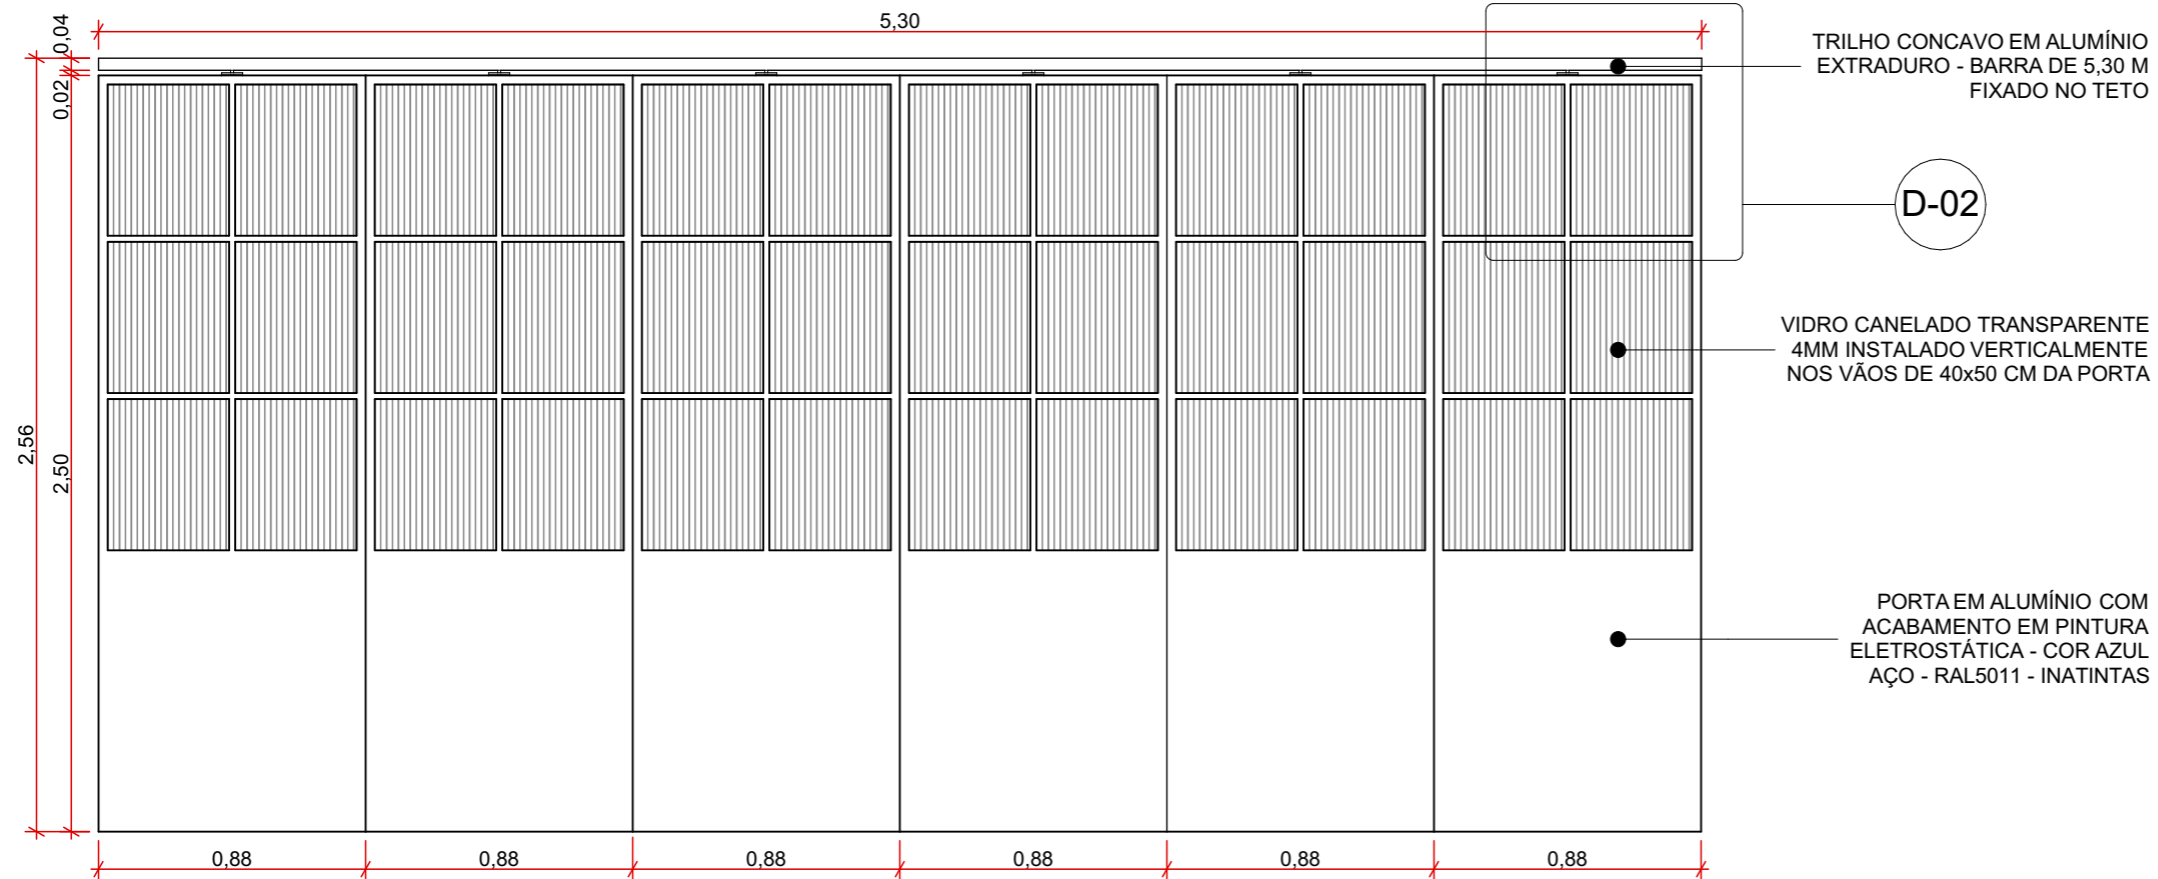 5,30
0,04
0,02
2,56
2,50
TRILHO CONCAVO EM ALUMÍNIO
EXTRADURO - BARRA DE 5,30 M
FIXADO NO TETO
D-02
VIDRO CANELADO TRANSPARENTE
4MM INSTALADO VERTICALMENTE
NOS VÃOS DE 40x50 CM DA PORTA
PORTA EM ALUMÍNIO COM
ACABAMENTO EM PINTURA
ELETROSTÁTICA - COR AZUL
AÇO - RAL5011 - INATINTAS
0,88 0,88 0,88 0,88 0,88 0,88